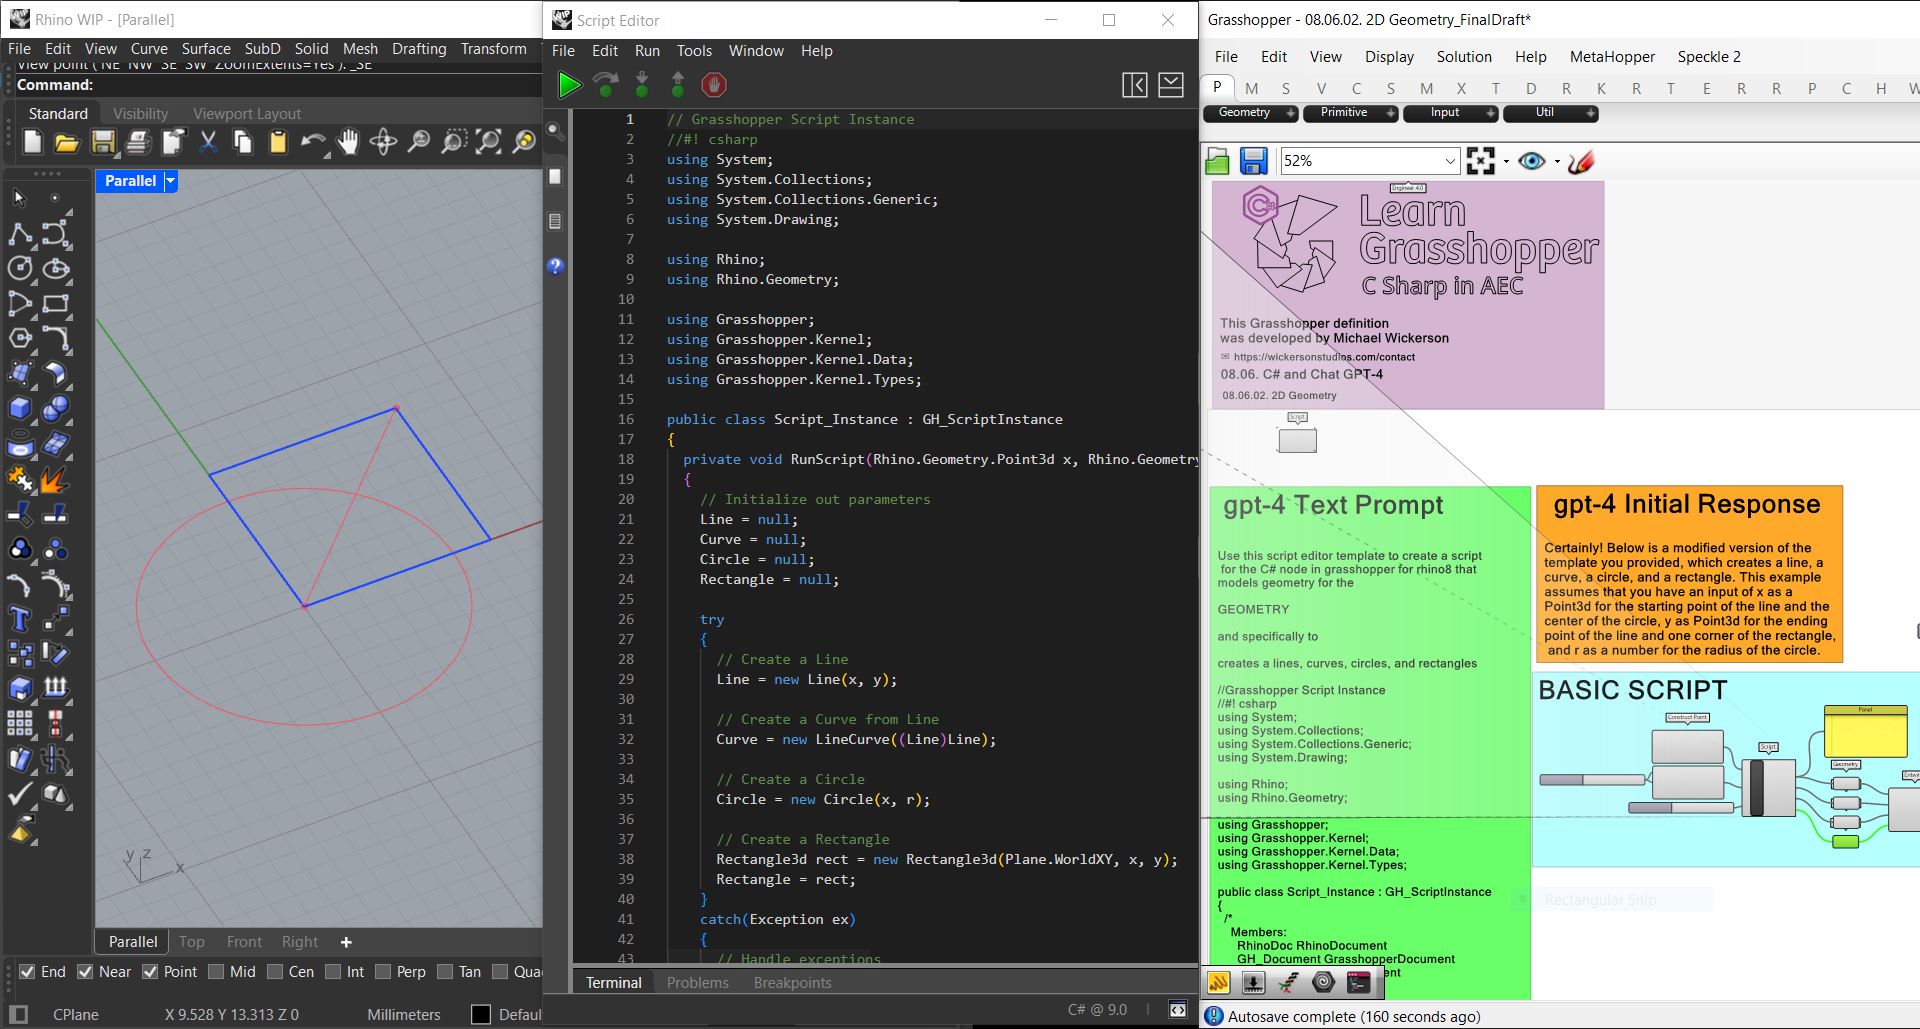 Rhino WIP - [Parallel]
File Edit View Curve Surface SubD Solid Mesh Drafting Transform
View point ( NE NW SE SW ZoomExtents=Yes ): _SE
Command:
Standard Visibility Viewport Layout
Parallel
y z x
Parallel Top Front Right +
End Near Point Mid Cen Int Perp Tan Qua
CPlane X 9.528 Y 13.313 Z 0 Millimeters Defau
Script Editor
File Edit Run Tools Window Help
1 // Grasshopper Script Instance
2 //#! csharp
3 using System;
4 using System.Collections;
5 using System.Collections.Generic;
6 using System.Drawing;
7
8 using Rhino;
9 using Rhino.Geometry;
10
11 using Grasshopper;
12 using Grasshopper.Kernel;
13 using Grasshopper.Kernel.Data;
14 using Grasshopper.Kernel.Types;
15
16 public class Script_Instance : GH_ScriptInstance
17 {
18 private void RunScript(Rhino.Geometry.Point3d x, Rhino.Geometry
19 {
20 // Initialize out parameters
21 Line = null;
22 Curve = null;
23 Circle = null;
24 Rectangle = null;
25
26 try
27 {
28 // Create a Line
29 Line = new Line(x, y);
30
31 // Create a Curve from Line
32 Curve = new LineCurve((Line)Line);
33
34 // Create a Circle
35 Circle = new Circle(x, r);
36
37 // Create a Rectangle
38 Rectangle3d rect = new Rectangle3d(Plane.WorldXY, x, y);
39 Rectangle = rect;
40 }
41 catch(Exception ex)
42 {
43 // Handle exceptions
Terminal Problems Breakpoints
C# @ 9.0
Grasshopper - 08.06.02. 2D Geometry_FinalDraft*
File Edit View Display Solution Help MetaHopper Speckle 2
P M S V C S M X T D R K R T E R R P C H W
Geometry Primitive Input Util
52%
Engineer 4.0
C
Learn
Grasshopper
C Sharp in AEC
This Grasshopper definition
was developed by Michael Wickerson
✉ https://wickersonstudios.com/contact
08.06. C# and Chat GPT-4
08.06.02. 2D Geometry
Script
gpt-4 Text Prompt
Use this script editor template to create a script
for the C# node in grasshopper for rhino8 that
models geometry for the
GEOMETRY
and specifically to
creates a lines, curves, circles, and rectangles
//Grasshopper Script Instance
//#! csharp
using System;
using System.Collections;
using System.Collections.Generic;
using System.Drawing;
using Rhino;
using Rhino.Geometry;
using Grasshopper;
using Grasshopper.Kernel;
using Grasshopper.Kernel.Data;
using Grasshopper.Kernel.Types;
public class Script_Instance : GH_ScriptInstance
{
/*
Members:
RhinoDoc RhinoDocument
GH_Document GrasshopperDocument
gpt-4 Initial Response
Certainly! Below is a modified version of the
template you provided, which creates a line, a
curve, a circle, and a rectangle. This example
assumes that you have an input of x as a
Point3d for the starting point of the line and the
center of the circle, y as Point3d for the ending
point of the line and one corner of the rectangle,
and r as a number for the radius of the circle.
BASIC SCRIPT
Construct Point
Script
Panel
Geometry
Entwi
Rectangular Snip
Autosave complete (160 seconds ago)